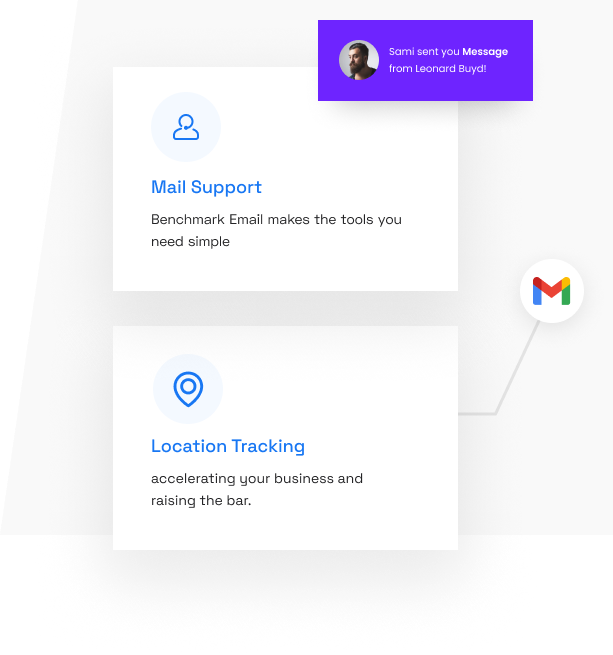 Sami sent you Message
from Leonard Buyd!
Mail Support
Benchmark Email makes the tools you
need simple
Location Tracking
accelerating your business and
raising the bar.